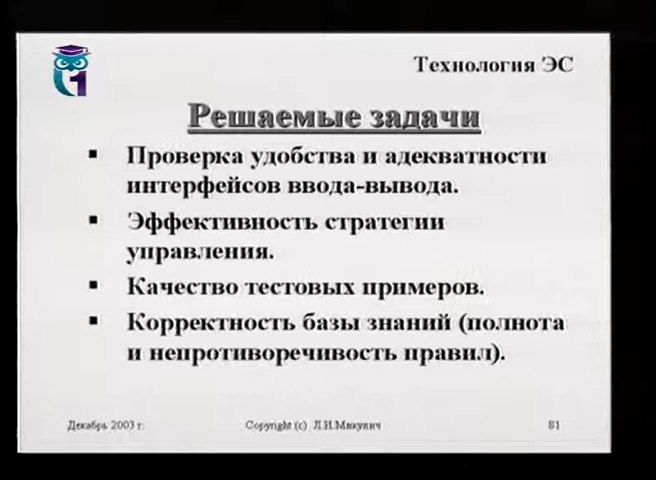 1
Технология ЭС
Решаемые задачи
▪ Проверка удобства и адекватности
интерфейсов ввода-вывода.
▪ Эффективность стратегии
управления.
▪ Качество тестовых примеров.
▪ Корректность базы знаний (полнота
и непротиворечивость правил).
Декабрь 2003 г. Copyright (c) Л.И.Микулич 81